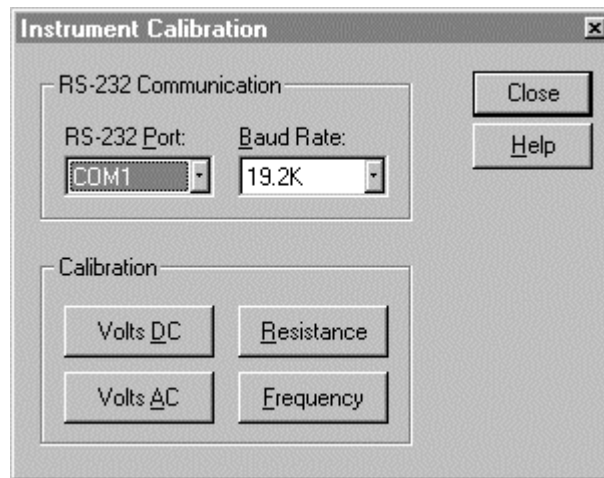 Instrument Calibration
RS-232 Communication
RS-232 Port:
Baud Rate:
COM1
19.2K
Close
Help
Calibration
Volts DC
Resistance
Volts AC
Frequency